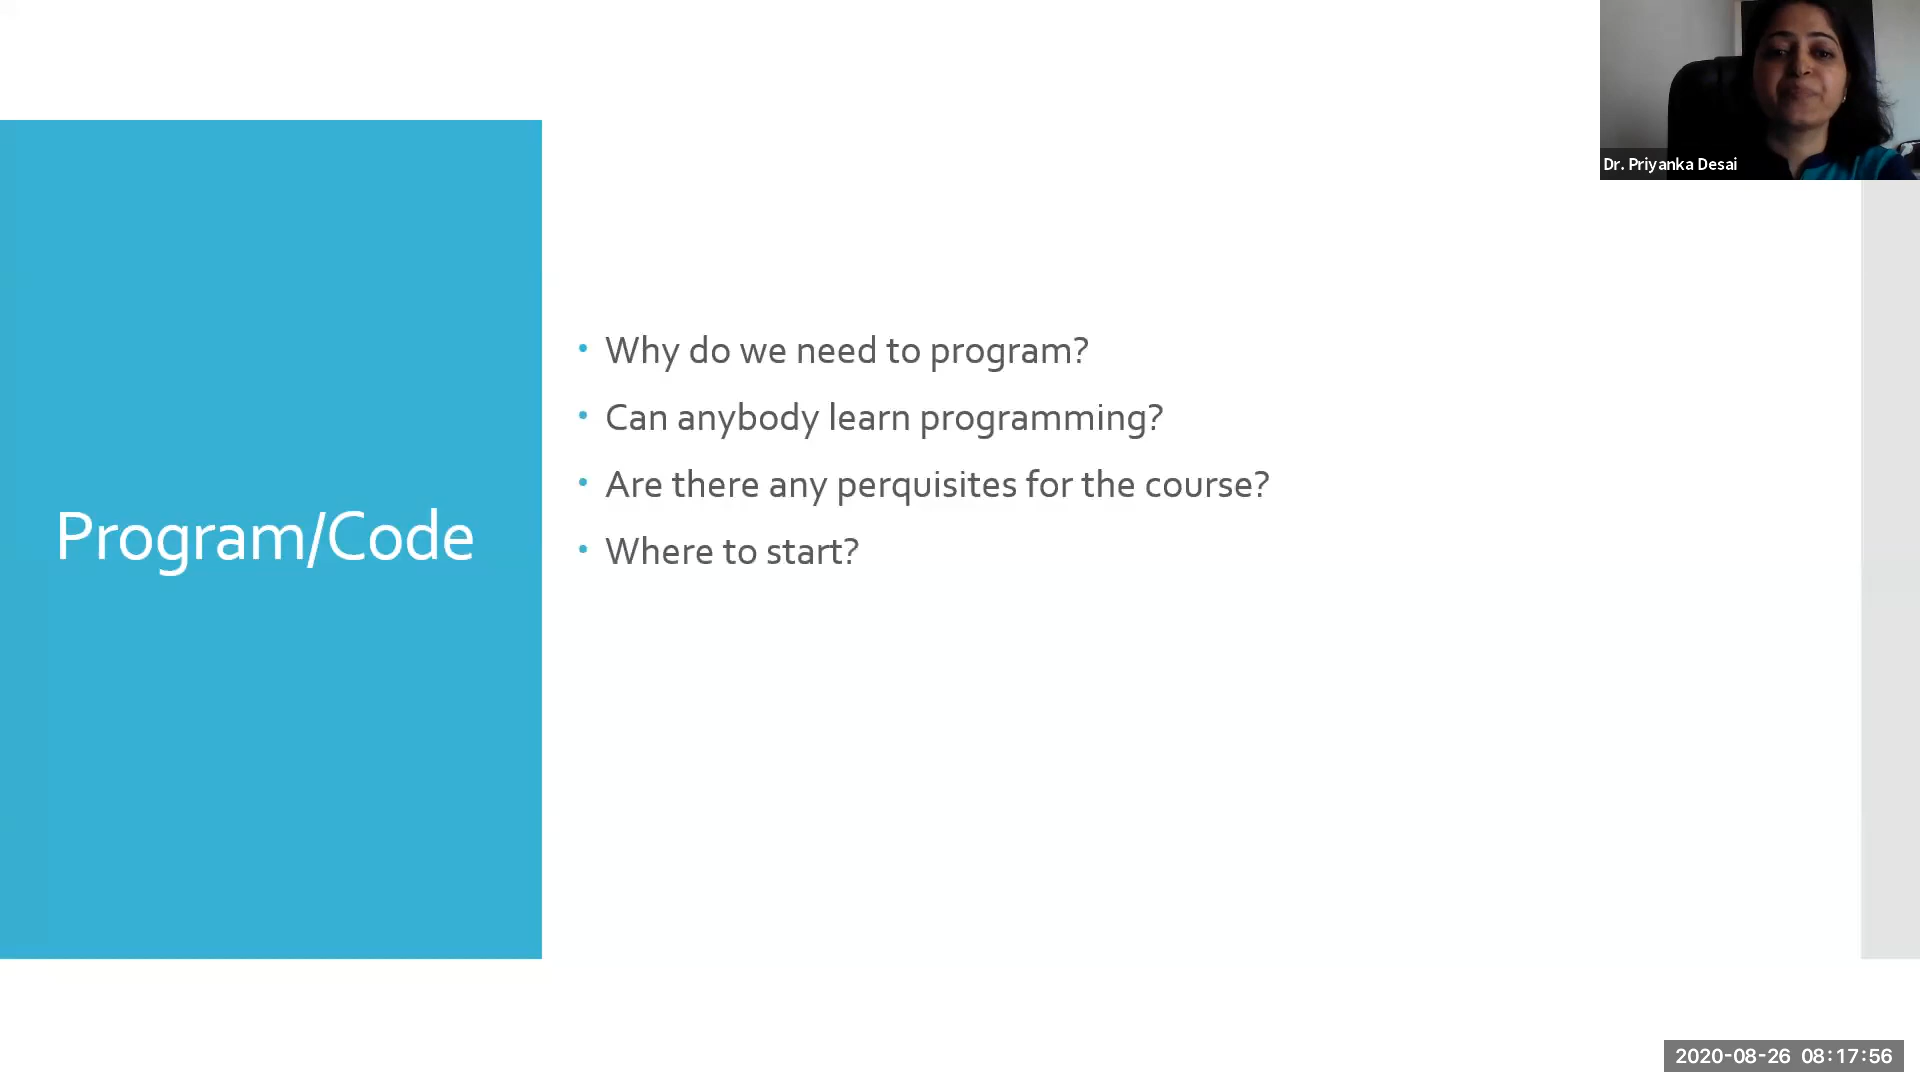 Dr. Priyanka Desai
Program/Code
• Why do we need to program?
• Can anybody learn programming?
• Are there any perquisites for the course?
• Where to start?
2020-08-26 08:17:56